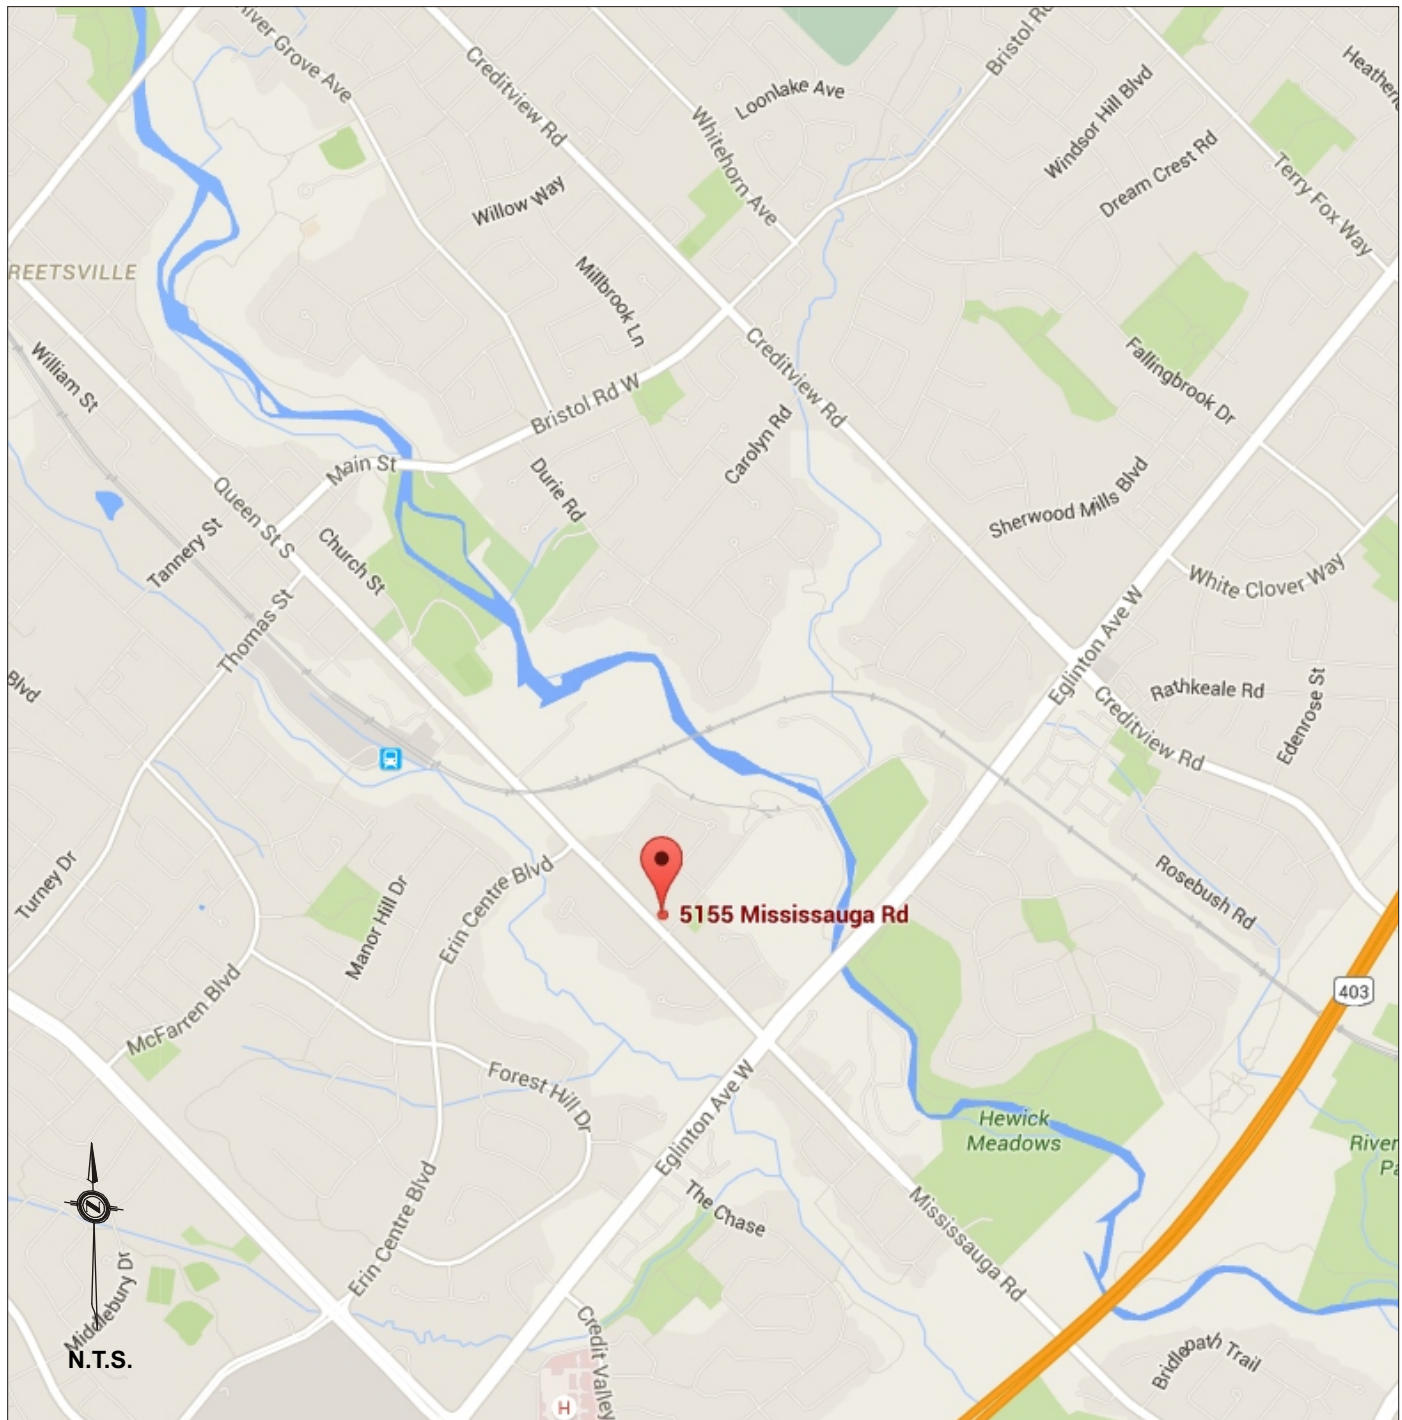 River Grove Ave
Creditview Rd
Bristol Rd
Loonlake Ave
Whitehorn Ave
Windsor Hill Blvd
Dream Crest Rd
Terry Fox Way
Willow Way
REETSVILLE
Millbrook Ln
William St
Creditview Rd
Fallingbrook Dr
Bristol Rd W
Carolyn Rd
Main St
Durie Rd
Queen St S
Sherwood Mills Blvd
Tannery St
Church St
White Clover Way
Thomas St
Eglinton Ave W
Blvd
Rathkeale Rd
Creditview Rd
Edenrose St
Turney Dr
Manor Hill Dr
Erin Centre Blvd
5155 Mississauga Rd
Rosebush Rd
403
McFarren Blvd
Forest Hill Dr
Eglinton Ave W
Hewick
Meadows
River
Pa
The Chase
Mississauga Rd
Erin Centre Blvd
Middlebury Dr
N
N.T.S.
Credit Valley
Bridlepath Trail
H